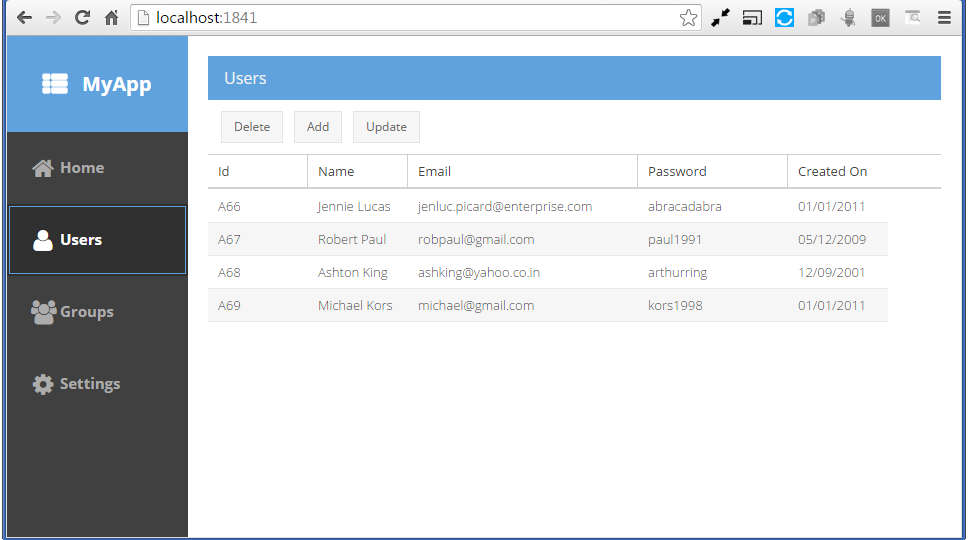 localhost:1841
OK
MyApp
Home
Users
Groups
Settings
Users
Delete Add Update
Id Name Email Password Created On
A66 Jennie Lucas jenluc.picard@enterprise.com abracadabra 01/01/2011
A67 Robert Paul robpaul@gmail.com paul1991 05/12/2009
A68 Ashton King ashking@yahoo.co.in arthurring 12/09/2001
A69 Michael Kors michael@gmail.com kors1998 01/01/2011